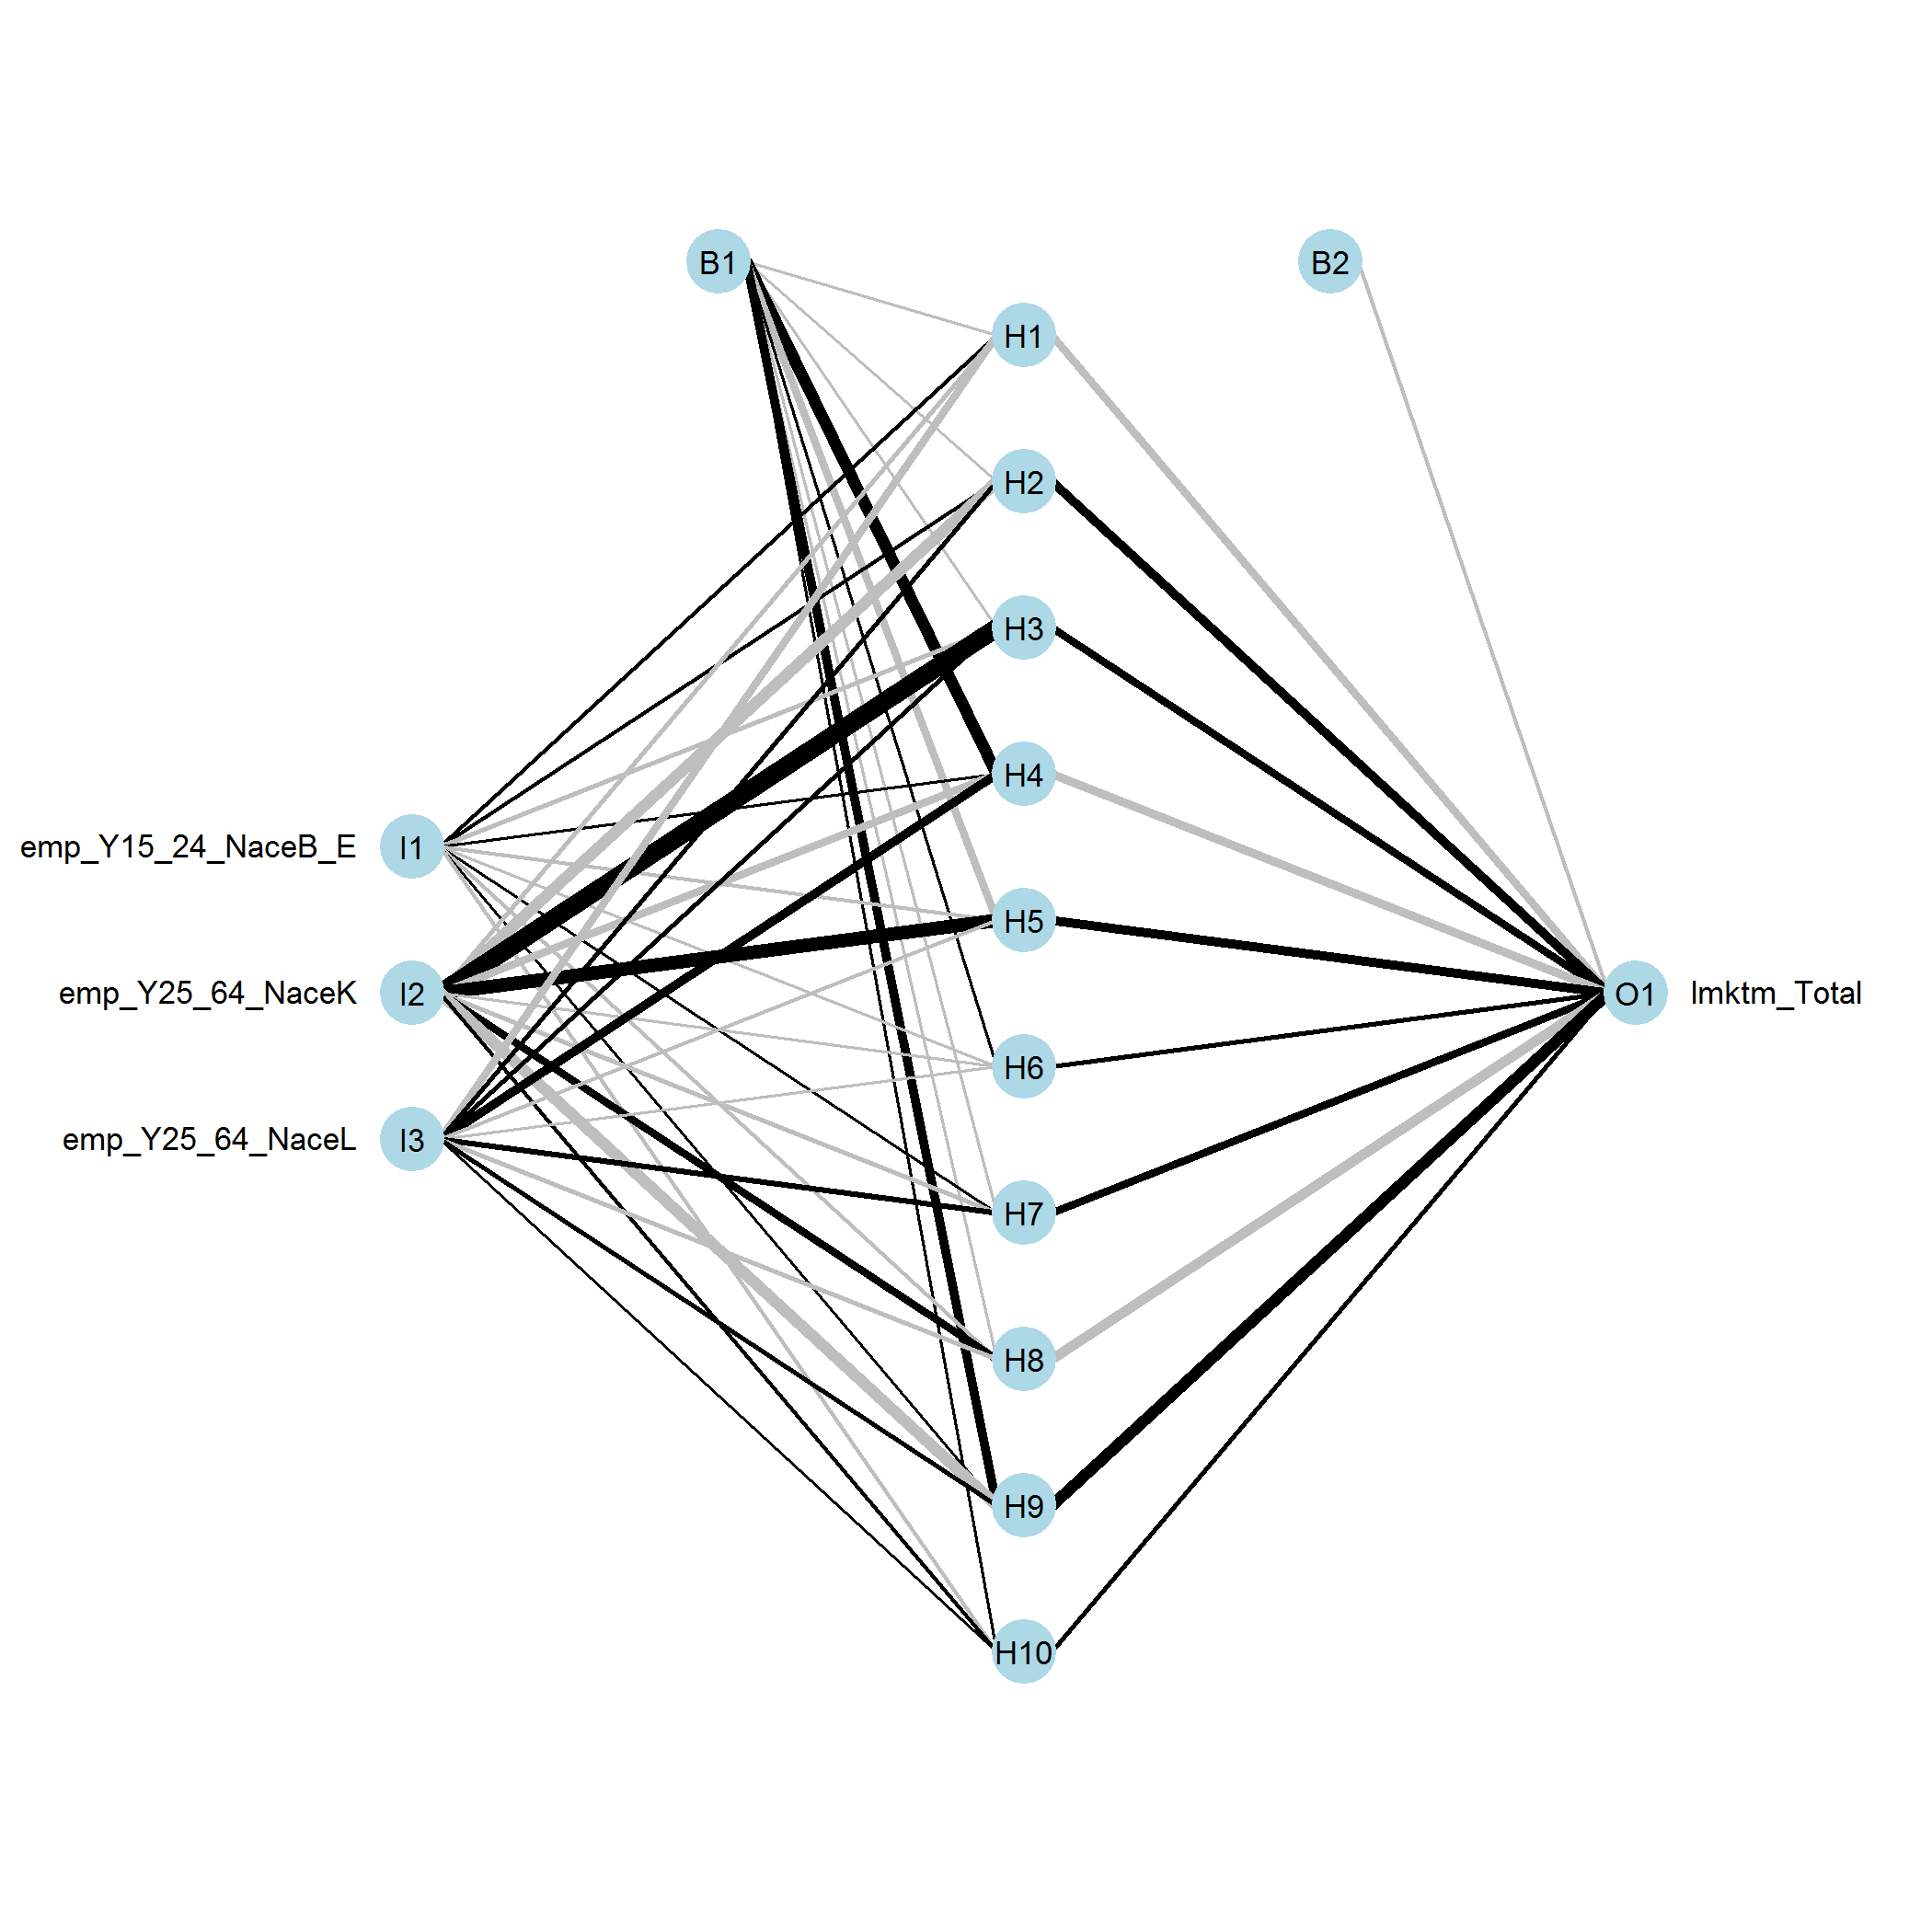 B1
B2
H1
H2
H3
H4
emp_Y15_24_NaceB_E
I1
H5
emp_Y25_64_NaceK
I2
O1
lmktm_Total
H6
emp_Y25_64_NaceL
I3
H7
H8
H9
H10